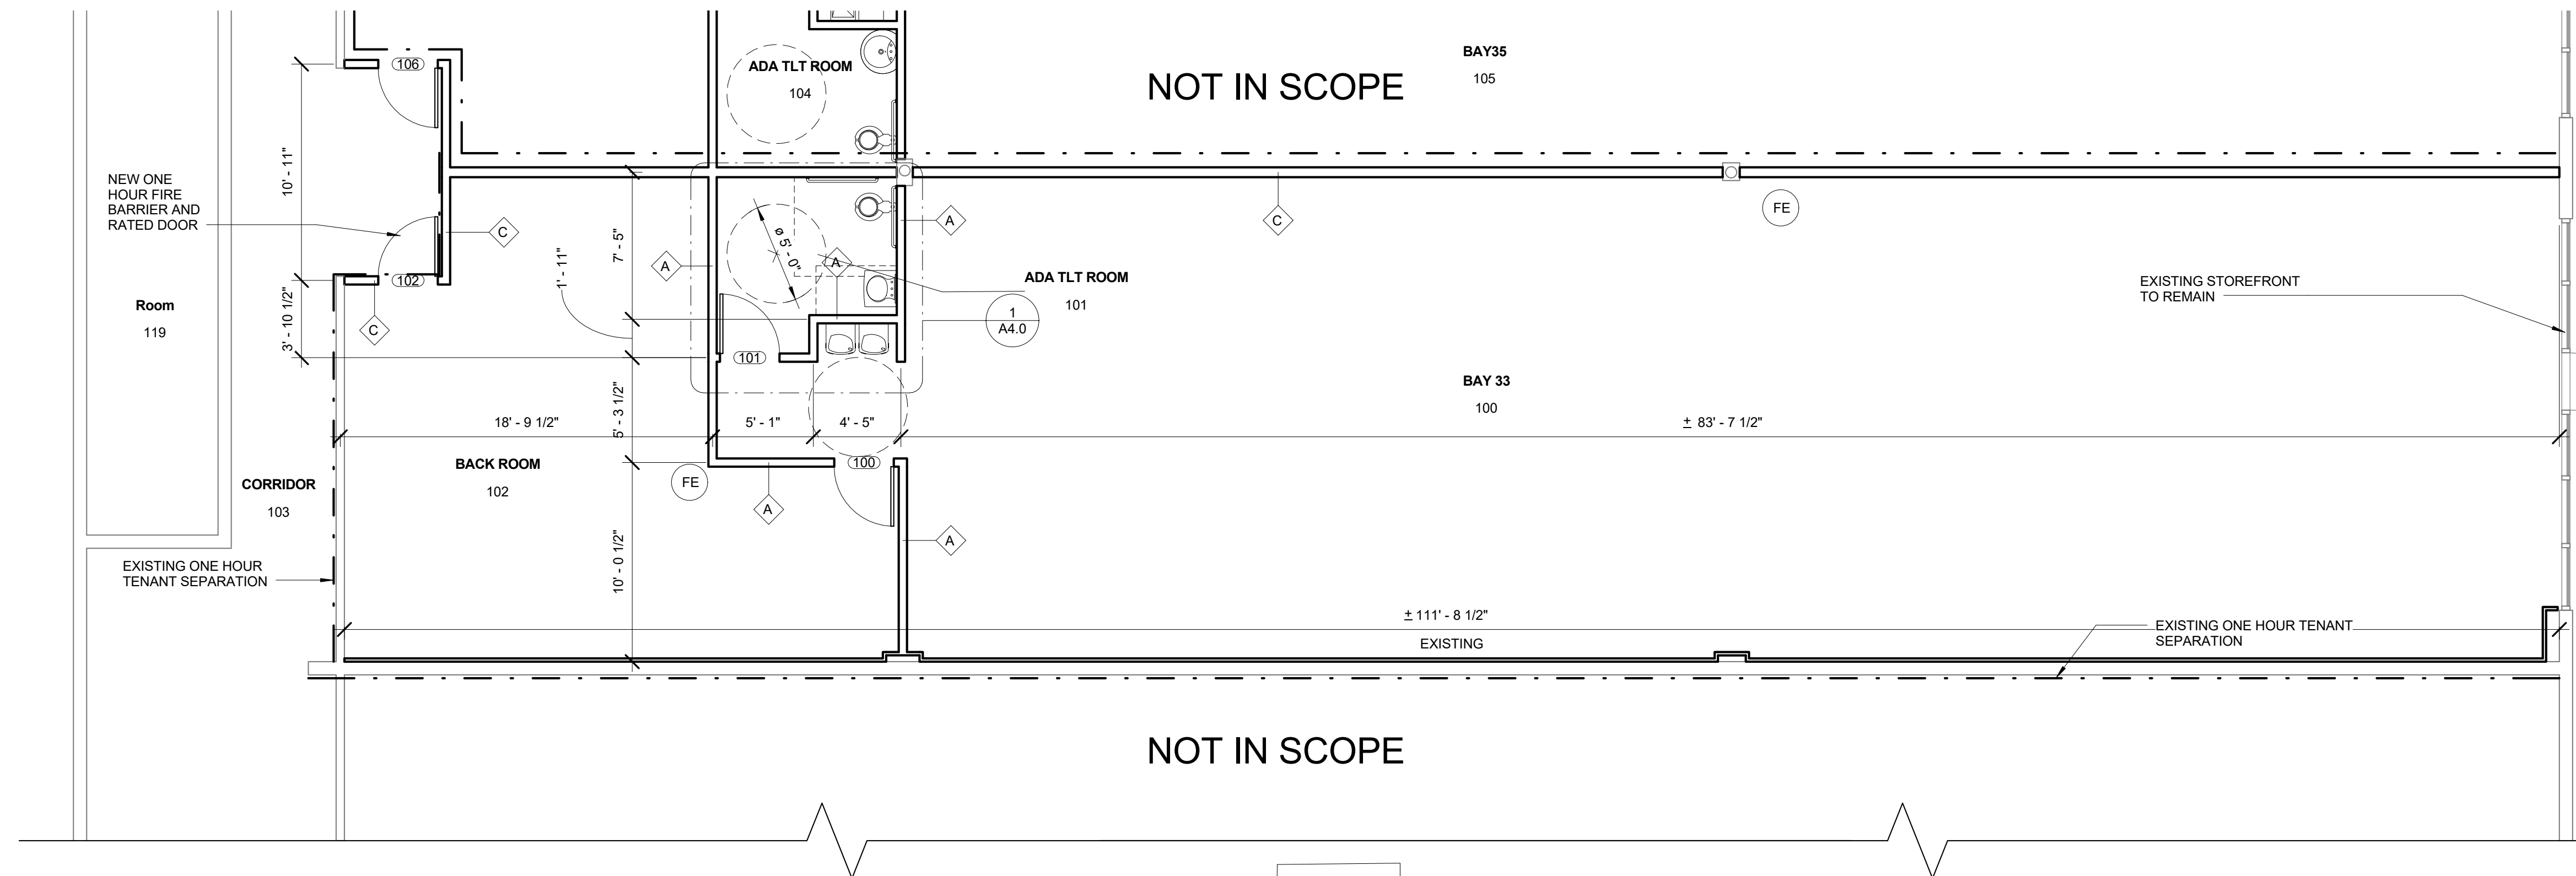 BAY35
105
NOT IN SCOPE
ADA TLT ROOM
104
106
10' - 11"
NEW ONE
HOUR FIRE
BARRIER AND
RATED DOOR
C
A
C
FE
7' - 5"
1' - 11"
A
ø 5' - 0"
A
ADA TLT ROOM
101
1
A4.0
EXISTING STOREFRONT
TO REMAIN
102
Room
119
3' - 10 1/2"
C
101
BAY 33
100
18' - 9 1/2"
5' - 3 1/2"
5' - 1"
4' - 5"
± 83' - 7 1/2"
BACK ROOM
102
100
FE
A
CORRIDOR
103
A
10' - 0 1/2"
EXISTING ONE HOUR
TENANT SEPARATION
± 111' - 8 1/2"
EXISTING
EXISTING ONE HOUR TENANT
SEPARATION
NOT IN SCOPE